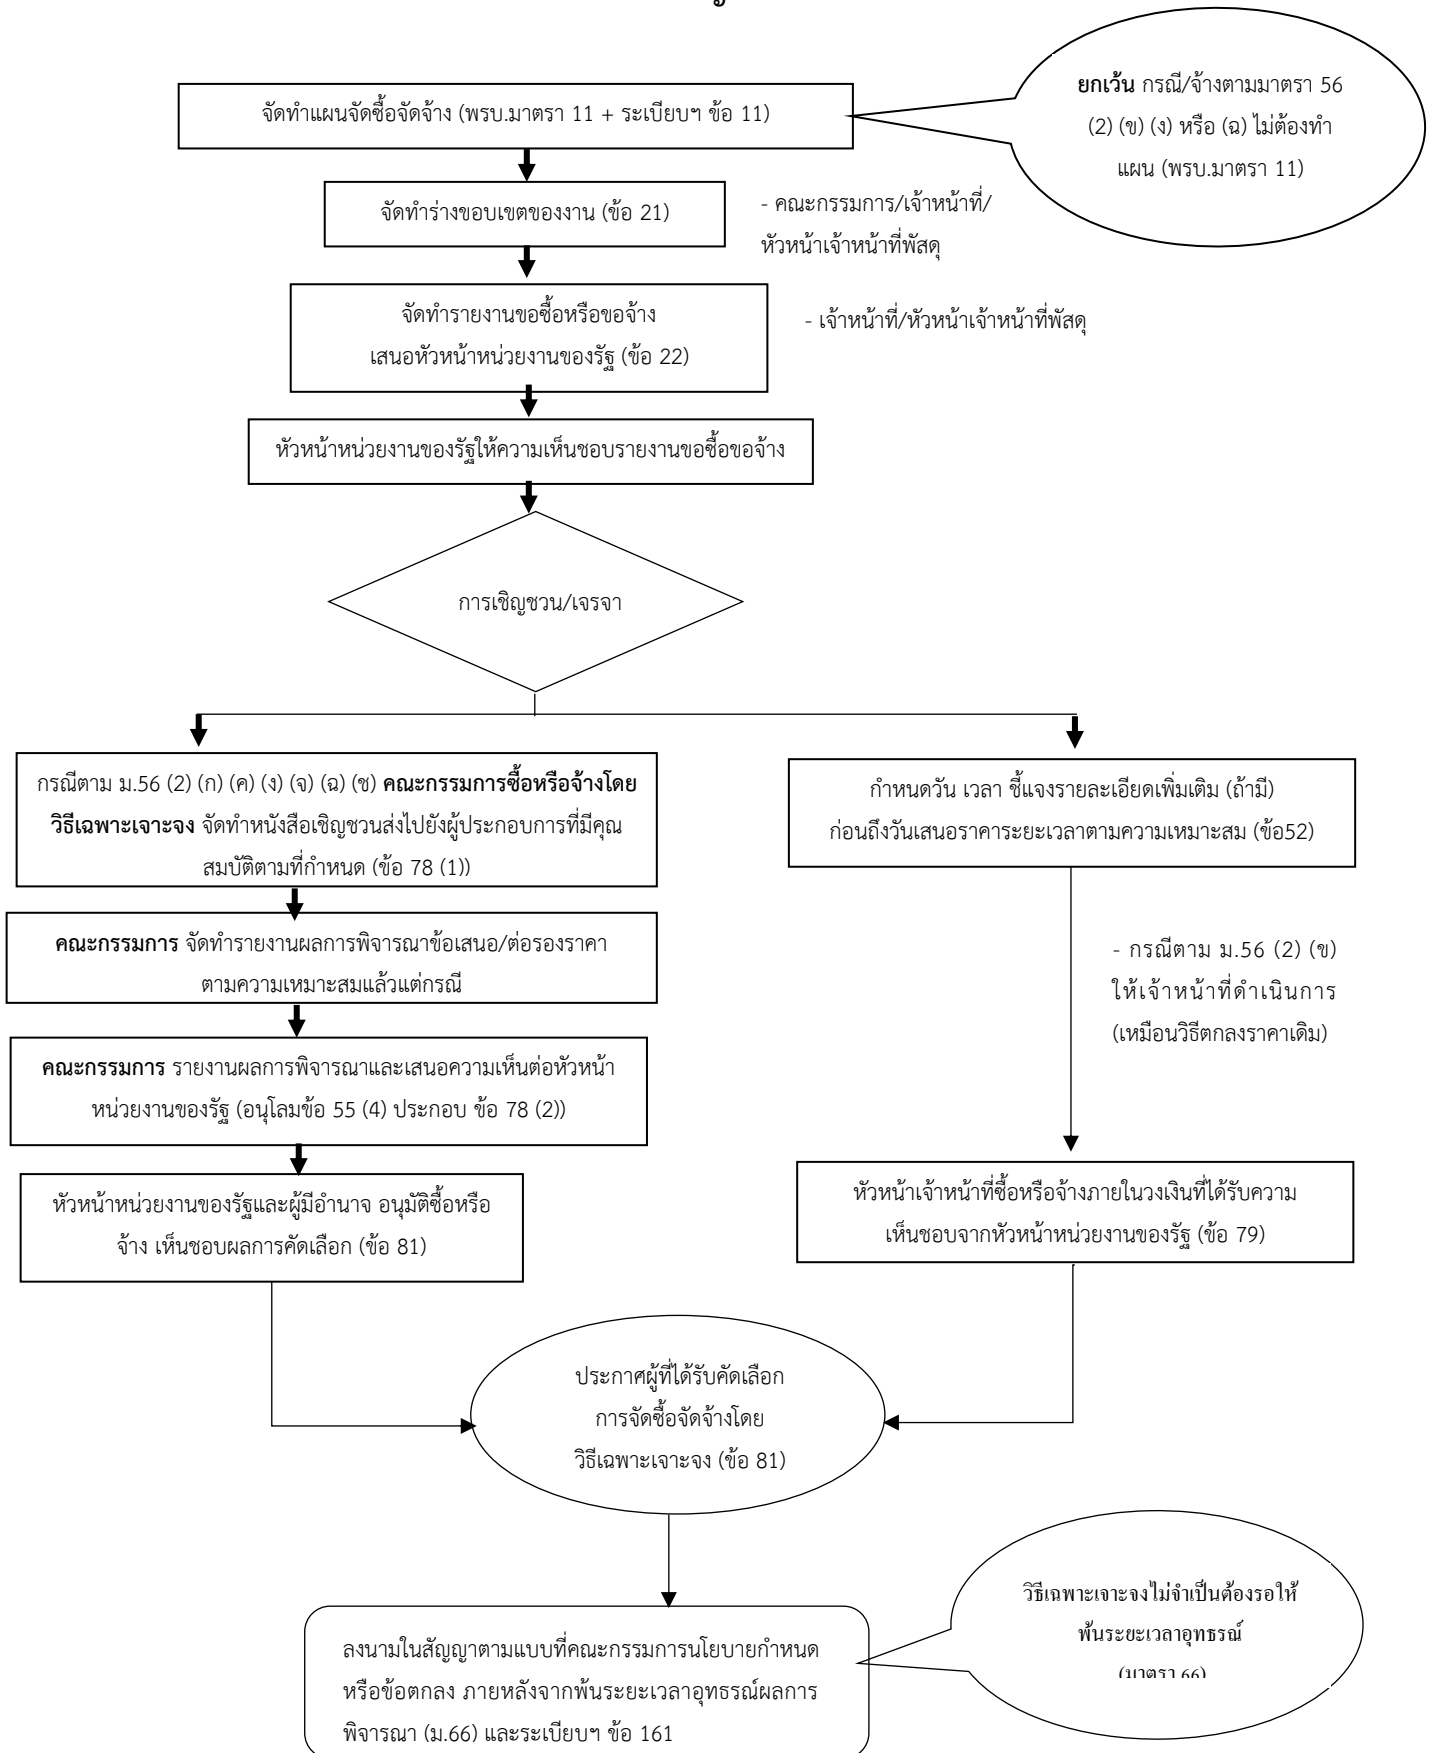 จัดทำแผนจัดซื้อจัดจ้าง (พรบ.มาตรา 11 + ระเบียบฯ ข้อ 11)
ยกเว้น กรณี/จ้างตามมาตรา 56
(2) (ข) (ง) หรือ (ฉ) ไม่ต้องทำ
แผน (พรบ.มาตรา 11)
จัดทำร่างขอบเขตของงาน (ข้อ 21)
- คณะกรรมการ/เจ้าหน้าที่/
หัวหน้าเจ้าหน้าที่พัสดุ
จัดทำรายงานขอซื้อหรือขอจ้าง
เสนอหัวหน้าหน่วยงานของรัฐ (ข้อ 22)
- เจ้าหน้าที่/หัวหน้าเจ้าหน้าที่พัสดุ
หัวหน้าหน่วยงานของรัฐให้ความเห็นชอบรายงานขอซื้อขอจ้าง
การเชิญชวน/เจรจา
กรณีตาม ม.56 (2) (ก) (ค) (ง) (จ) (ฉ) (ช) คณะกรรมการซื้อหรือจ้างโดย
วิธีเฉพาะเจาะจง จัดทำหนังสือเชิญชวนส่งไปยังผู้ประกอบการที่มีคุณ
สมบัติตามที่กำหนด (ข้อ 78 (1))
กำหนดวัน เวลา ชี้แจงรายละเอียดเพิ่มเติม (ถ้ามี)
ก่อนถึงวันเสนอราคาระยะเวลาตามความเหมาะสม (ข้อ52)
คณะกรรมการ จัดทำรายงานผลการพิจารณาข้อเสนอ/ต่อรองราคา
ตามความเหมาะสมแล้วแต่กรณี
- กรณีตาม ม.56 (2) (ข)
ให้เจ้าหน้าที่ดำเนินการ
(เหมือนวิธีตกลงราคาเดิม)
คณะกรรมการ รายงานผลการพิจารณาและเสนอความเห็นต่อหัวหน้า
หน่วยงานของรัฐ (อนุโลมข้อ 55 (4) ประกอบ ข้อ 78 (2))
หัวหน้าหน่วยงานของรัฐและผู้มีอำนาจ อนุมัติซื้อหรือ
จ้าง เห็นชอบผลการคัดเลือก (ข้อ 81)
หัวหน้าเจ้าหน้าที่ซื้อหรือจ้างภายในวงเงินที่ได้รับความ
เห็นชอบจากหัวหน้าหน่วยงานของรัฐ (ข้อ 79)
ประกาศผู้ที่ได้รับคัดเลือก
การจัดซื้อจัดจ้างโดย
วิธีเฉพาะเจาะจง (ข้อ 81)
วิธีเฉพาะเจาะจงไม่จำเป็นต้องรอให้
พ้นระยะเวลาอุทธรณ์
(มาตรา 66)
ลงนามในสัญญาตามแบบที่คณะกรรมการนโยบายกำหนด
หรือข้อตกลง ภายหลังจากพ้นระยะเวลาอุทธรณ์ผลการ
พิจารณา (ม.66) และระเบียบฯ ข้อ 161